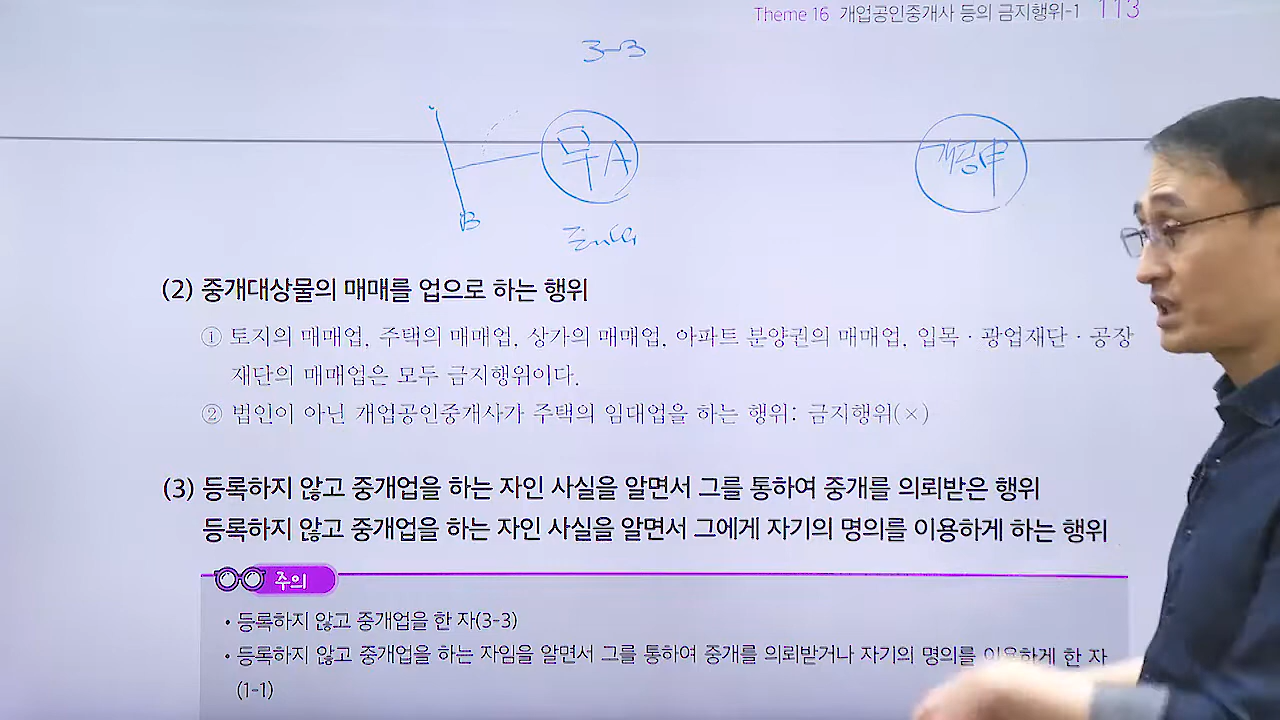 Theme 16 개업공인중개사 등의 금지행위-1 113
3-3
무 A
개공 甲
B
(2) 중개대상물의 매매를 업으로 하는 행위
① 토지의 매매업, 주택의 매매업, 상가의 매매업, 아파트 분양권의 매매업, 입목·광업재단·공장
재단의 매매업은 모두 금지행위이다.
② 법인이 아닌 개업공인중개사가 주택의 임대업을 하는 행위: 금지행위(×)
(3) 등록하지 않고 중개업을 하는 자인 사실을 알면서 그를 통하여 중개를 의뢰받은 행위
등록하지 않고 중개업을 하는 자인 사실을 알면서 그에게 자기의 명의를 이용하게 하는 행위
주의
• 등록하지 않고 중개업을 한 자(3-3)
• 등록하지 않고 중개업을 하는 자임을 알면서 그를 통하여 중개를 의뢰받거나 자기의 명의를 이용하게 한 자
(1-1)